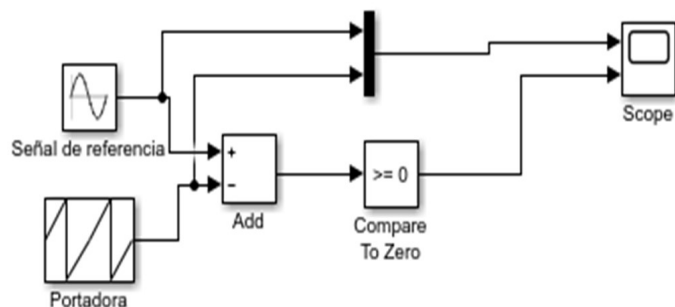 Señal de referencia
+
−
Add
>= 0
Compare
To Zero
Scope
Portadora